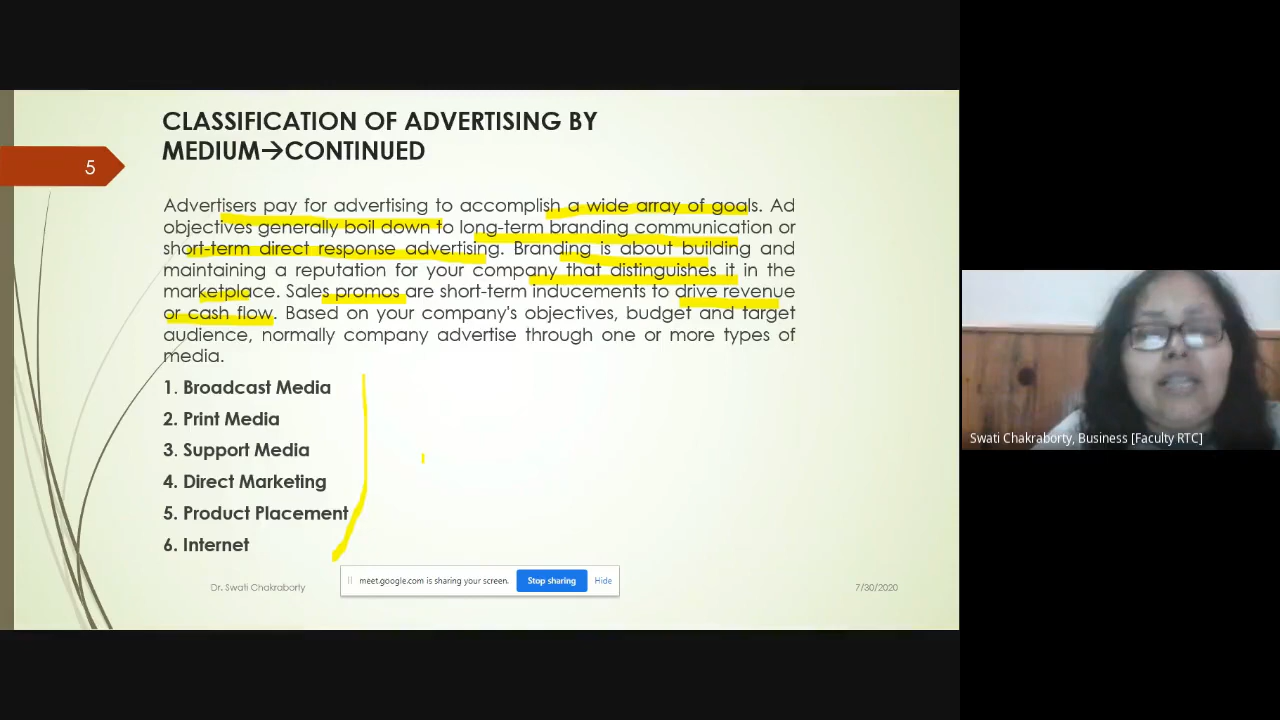 CLASSIFICATION OF ADVERTISING BY
MEDIUM→CONTINUED
5
Advertisers pay for advertising to accomplish a wide array of goals. Ad
objectives generally boil down to long-term branding communication or
short-term direct response advertising. Branding is about building and
maintaining a reputation for your company that distinguishes it in the
marketplace. Sales promos are short-term inducements to drive revenue
or cash flow. Based on your company's objectives, budget and target
audience, normally company advertise through one or more types of
media.
1. Broadcast Media
2. Print Media
3. Support Media
4. Direct Marketing
5. Product Placement
6. Internet
Dr. Swati Chakraborty
meet.google.com is sharing your screen.
Stop sharing
Hide
7/30/2020
Swati Chakraborty, Business [Faculty RTC]